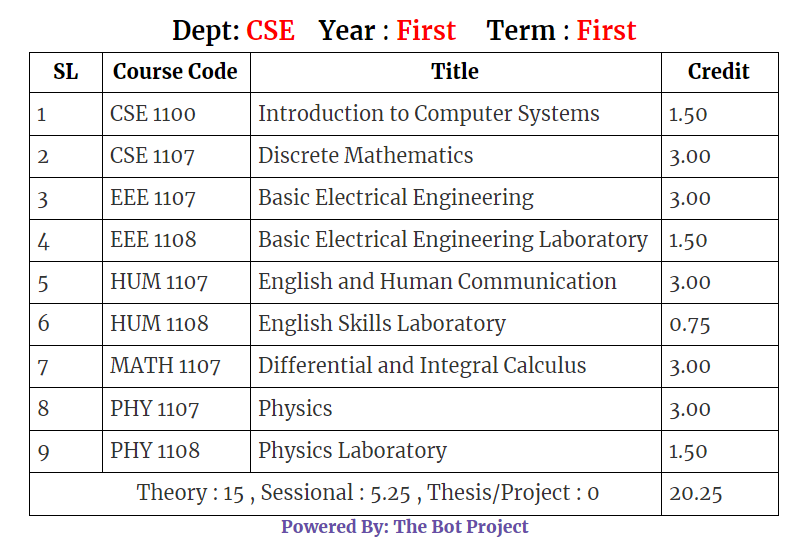 Dept: CSE Year : First Term : First
SL Course Code Title Credit
1 CSE 1100 Introduction to Computer Systems 1.50
2 CSE 1107 Discrete Mathematics 3.00
3 EEE 1107 Basic Electrical Engineering 3.00
4 EEE 1108 Basic Electrical Engineering Laboratory 1.50
5 HUM 1107 English and Human Communication 3.00
6 HUM 1108 English Skills Laboratory 0.75
7 MATH 1107 Differential and Integral Calculus 3.00
8 PHY 1107 Physics 3.00
9 PHY 1108 Physics Laboratory 1.50
Theory : 15 , Sessional : 5.25 , Thesis/Project : 0 20.25
Powered By: The Bot Project